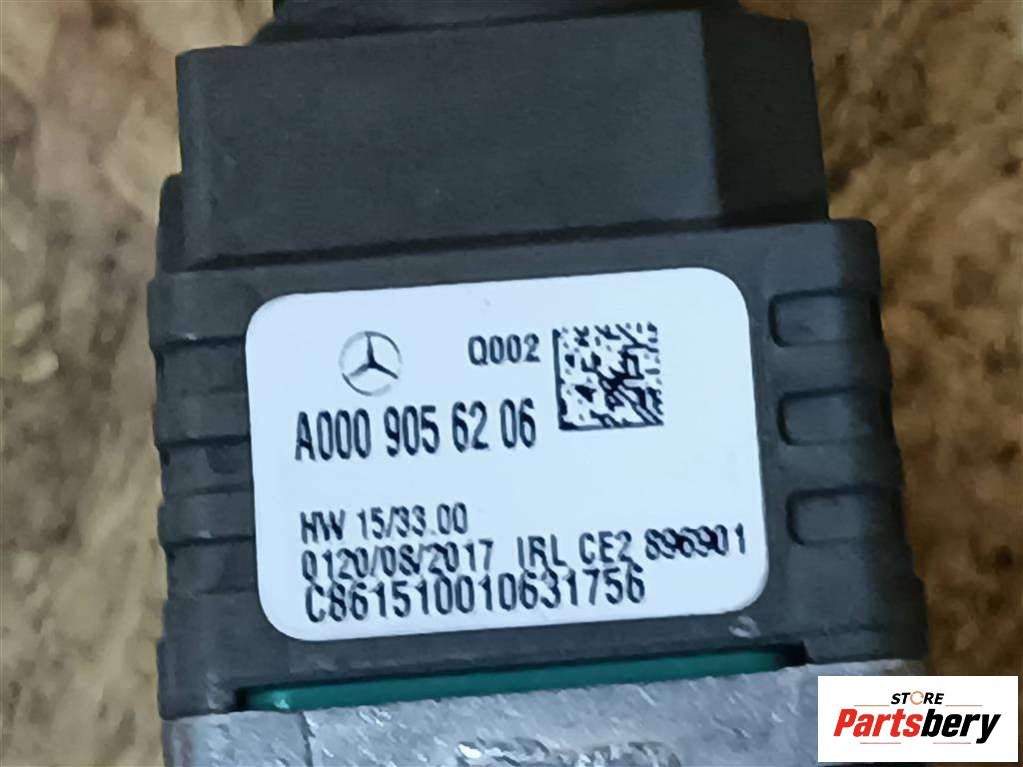 Q002
A000 905 62 06
HW 15/33.00
0120/08/2017 IRL CE2 896901
C861510010631756
STORE
Partsbery